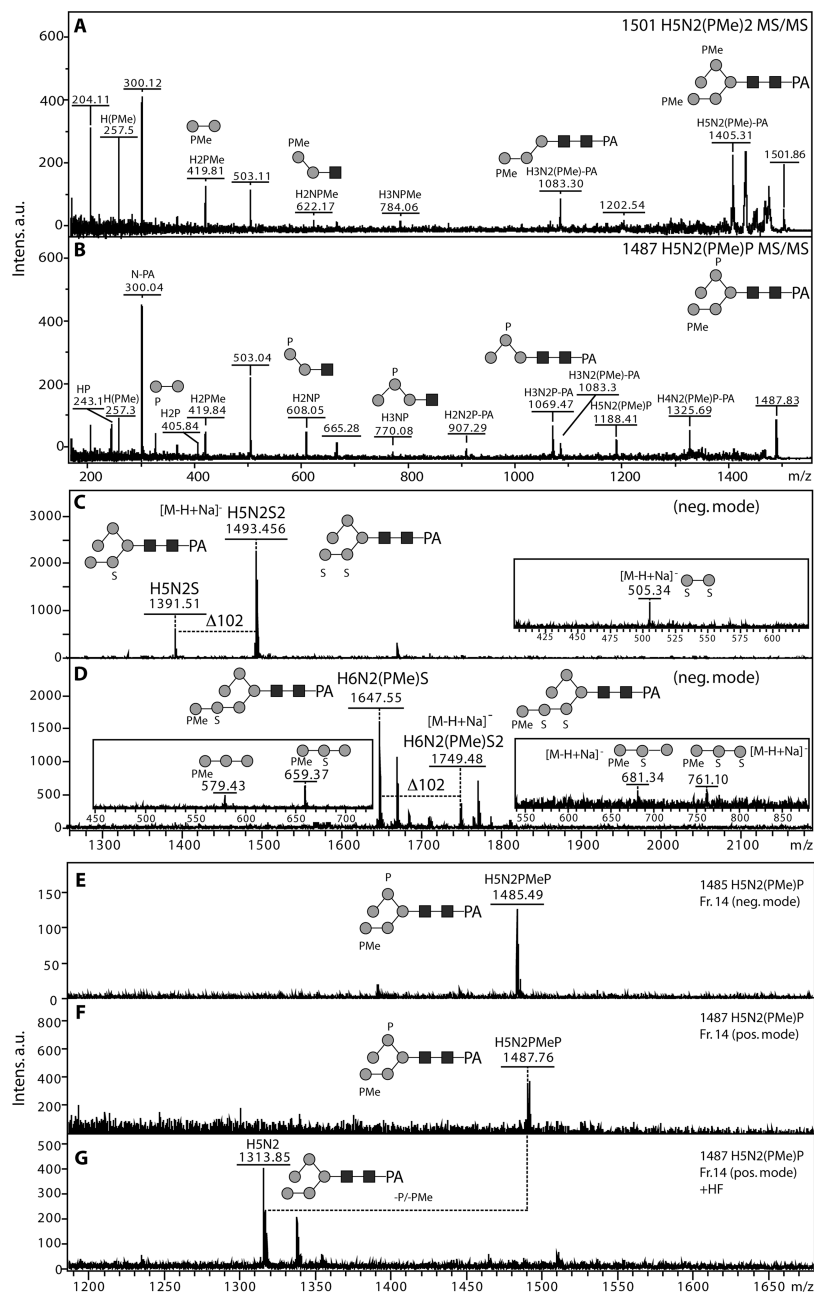 A
1501 H5N2(PMe)2 MS/MS
Intens. a.u.
600
400
200
0
204.11
H(PMe)
257.5
300.12
PMe
H2PMe
419.81
503.11
PMe
H2NPMe
622.17
H3NPMe
784.06
PMe
PA
H3N2(PMe)-PA
1083.30
1202.54
PMe
PMe
PA
H5N2(PMe)-PA
1405.31
1501.86
B
1487 H5N2(PMe)P MS/MS
600
400
200
0
HP
243.1
H(PMe)
257.3
N-PA
300.04
P
H2P
405.84
H2PMe
419.84
503.04
P
H2NP
608.05
665.28
P
H3NP
770.08
H2N2P-PA
907.29
P
PA
H3N2P-PA
1069.47
H3N2(PMe)-PA
1083.3
H5N2(PMe)P
1188.41
H4N2(PMe)P-PA
1325.69
P
PMe
PA
1487.83
200
400
600
800
1000
1200
1400
m/z
C
(neg. mode)
3000
2000
1000
0
S
PA
H5N2S
1391.51
Δ102
[M-H+Na]-
H5N2S2
1493.456
S S
PA
[M-H+Na]-
505.34
S S
425 450 475 500 525 550 575 600
D
(neg. mode)
2000
1500
1000
500
0
PMe S
PA
H6N2(PMe)S
1647.55
[M-H+Na]-
H6N2(PMe)S2
1749.48
Δ102
PMe S S
PA
PMe
579.43
PMe S
659.37
450 500 550 600 650 700
[M-H+Na]-
PMe S
681.34
PMe S S
761.10
[M-H+Na]-
550 600 650 700 750 800 850
1300 1400 1500 1600 1700 1800 1900 2000 2100 m/z
E
1485 H5N2(PMe)P
Fr. 14 (neg. mode)
150
100
50
0
P
PMe
PA
H5N2PMeP
1485.49
F
1487 H5N2(PMe)P
Fr. 14 (pos. mode)
Intens. a.u.
800
600
400
200
P
PMe
PA
H5N2PMeP
1487.76
G
1487 H5N2(PMe)P
Fr.14 (pos. mode)
+HF
500
400
300
200
100
0
H5N2
1313.85
PA
-P/-PMe
1200 1250 1300 1350 1400 1450 1500 1550 1600 1650 m/z